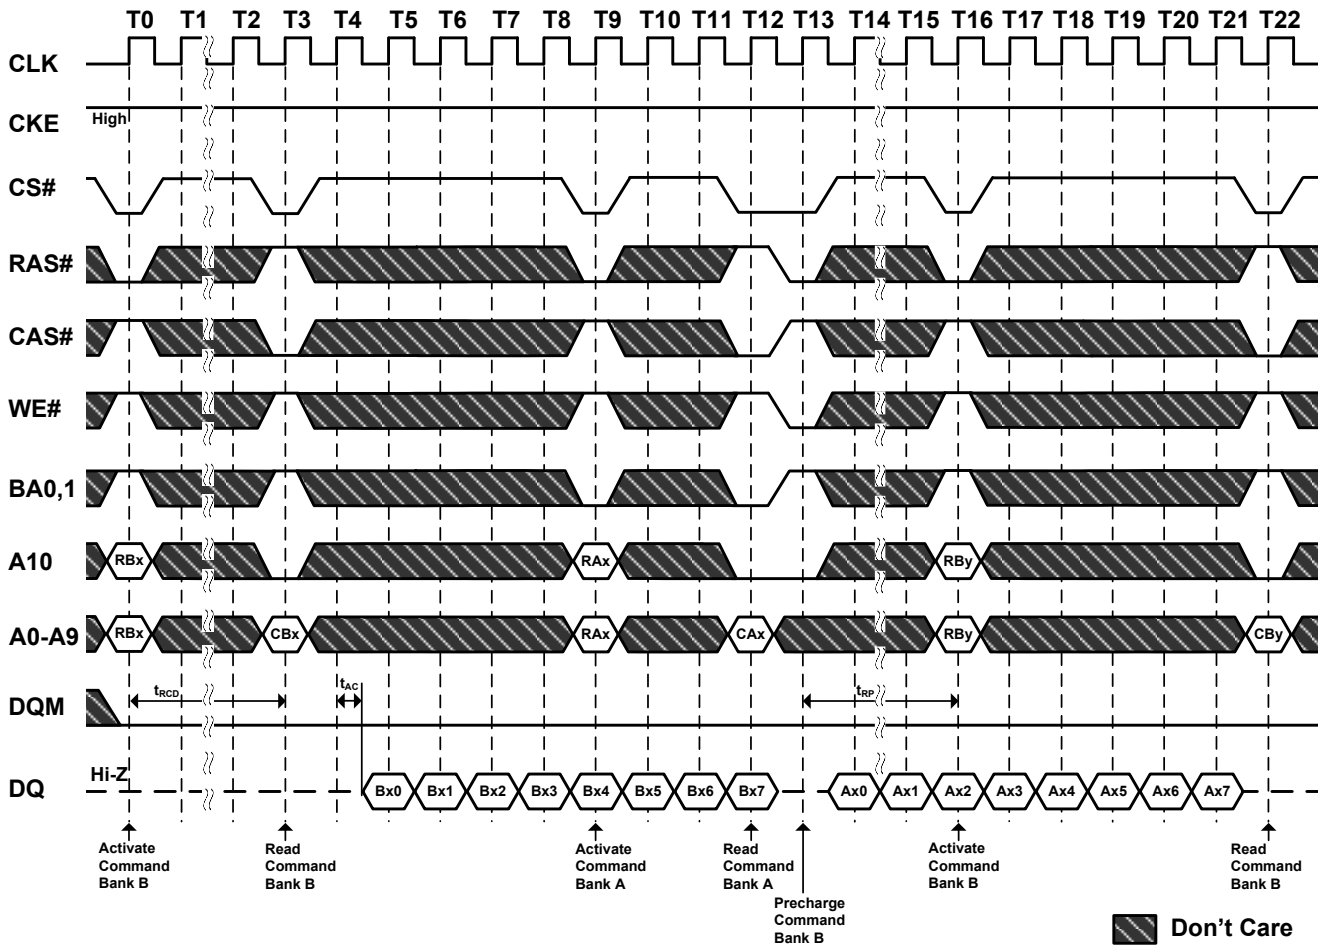 T0 T1 T2 T3 T4 T5 T6 T7 T8 T9 T10 T11 T12 T13 T14 T15 T16 T17 T18 T19 T20 T21 T22
CLK
CKE High
CS#
RAS#
CAS#
WE#
BA0,1
A10 RBx RAx RBy
A0-A9 RBx CBx RAx CAx RBy CBy
DQM tRCD tAC tRP
DQ Hi-Z Bx0 Bx1 Bx2 Bx3 Bx4 Bx5 Bx6 Bx7 Ax0 Ax1 Ax2 Ax3 Ax4 Ax5 Ax6 Ax7
Activate
Command
Bank B
Read
Command
Bank B
Activate
Command
Bank A
Read
Command
Bank A
Precharge
Command
Bank B
Activate
Command
Bank B
Read
Command
Bank B
Don't Care